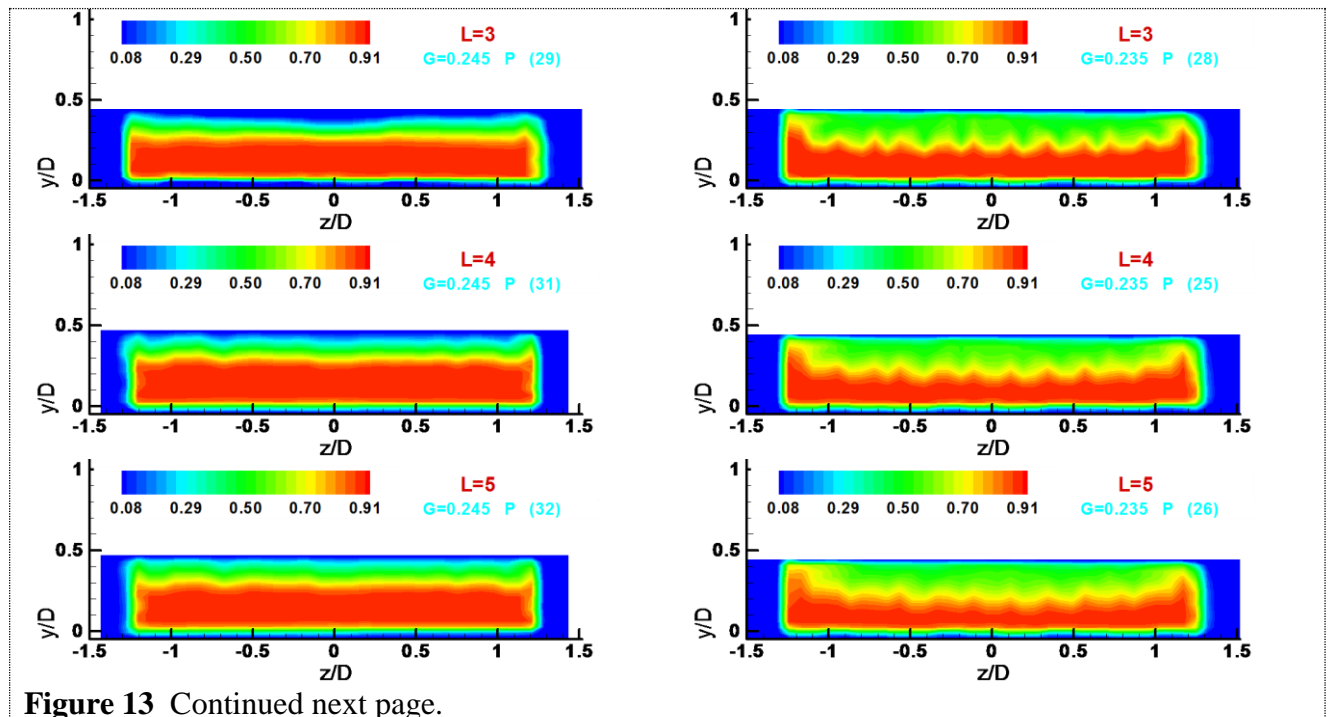 1
0.08 0.29 0.50 0.70 0.91
L=3
G=0.245 P (29)
0.5
0
y/D
-1.5 -1 -0.5 0 0.5 1 1.5
z/D
1
0.08 0.29 0.50 0.70 0.91
L=3
G=0.235 P (28)
0.5
0
y/D
-1.5 -1 -0.5 0 0.5 1 1.5
z/D
1
0.08 0.29 0.50 0.70 0.91
L=4
G=0.245 P (31)
0.5
0
y/D
-1.5 -1 -0.5 0 0.5 1 1.5
z/D
1
0.08 0.29 0.50 0.70 0.91
L=4
G=0.235 P (25)
0.5
0
y/D
-1.5 -1 -0.5 0 0.5 1 1.5
z/D
1
0.08 0.29 0.50 0.70 0.91
L=5
G=0.245 P (32)
0.5
0
y/D
-1.5 -1 -0.5 0 0.5 1 1.5
z/D
1
0.08 0.29 0.50 0.70 0.91
L=5
G=0.235 P (26)
0.5
0
y/D
-1.5 -1 -0.5 0 0.5 1 1.5
z/D
Figure 13 Continued next page.